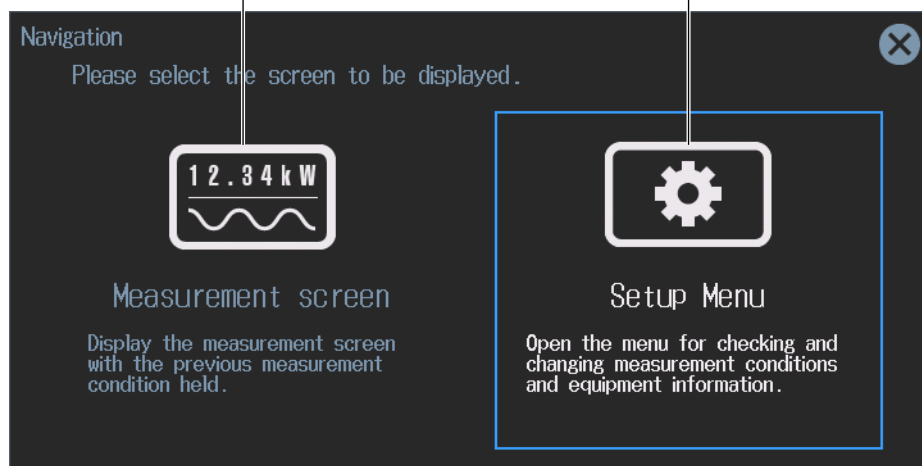 Navigation
Please select the screen to be displayed.
12.34kW
Measurement screen
Display the measurement screen
with the previous measurement
condition held.
Setup Menu
Open the menu for checking and
changing measurement conditions
and equipment information.